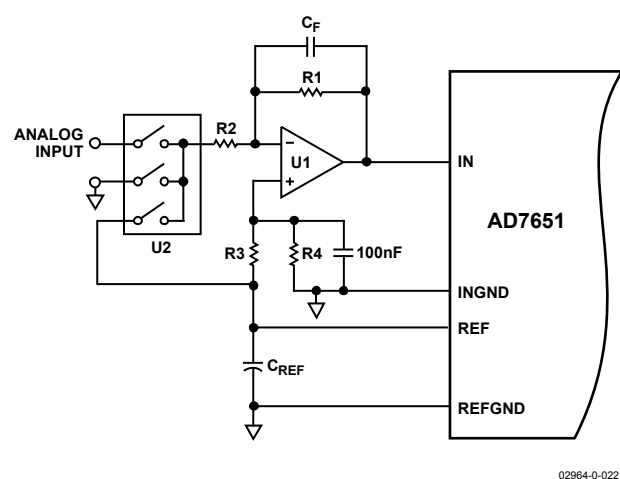 CF
R1
ANALOG
INPUT
R2
−
U1
+
IN
AD7651
U2
R3
R4
100nF
INGND
REF
CREF
REFGND
02964-0-022